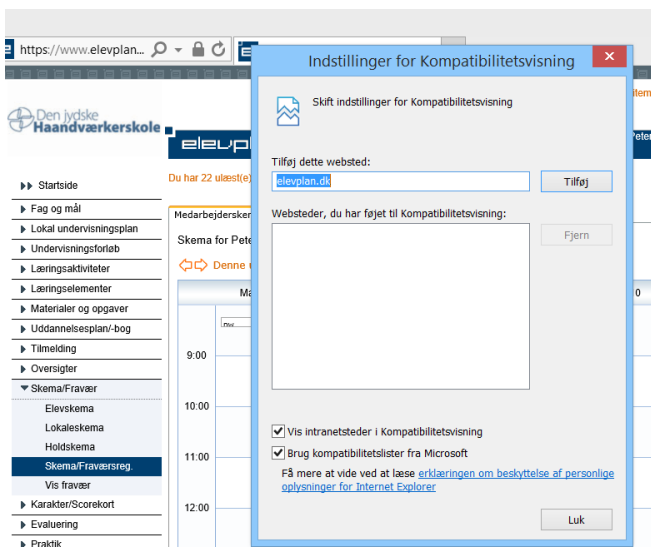 https://www.elevplan...
Den jydske
Haandværkerskole
Du har 22 ulæst(e)
Startside
Fag og mål
Lokal undervisningsplan
Undervisningsforløb
Læringsaktiviteter
Læringselementer
Materialer og opgaver
Uddannelsesplan/-bog
Tilmelding
Oversigter
Skema/Fravær
Elevskema
Lokaleskema
Holdskema
Skema/Fraværsreg.
Vis fravær
Karakter/Scorekort
Evaluering
Praktik
Skema for Pete
Denne u
9:00
10:00
11:00
12:00
Indstillinger for Kompatibilitetsvisning
Skift indstillinger for Kompatibilitetsvisning
Tilføj dette websted:
elevplan.dk
Tilføj
Websteder, du har føjet til Kompatibilitetsvisning:
Fjern
Vis intranetsteder i Kompatibilitetsvisning
Brug kompatibilitetslister fra Microsoft
Få mere at vide ved at læse erklæringen om beskyttelse af personlige
oplysninger for Internet Explorer
Luk